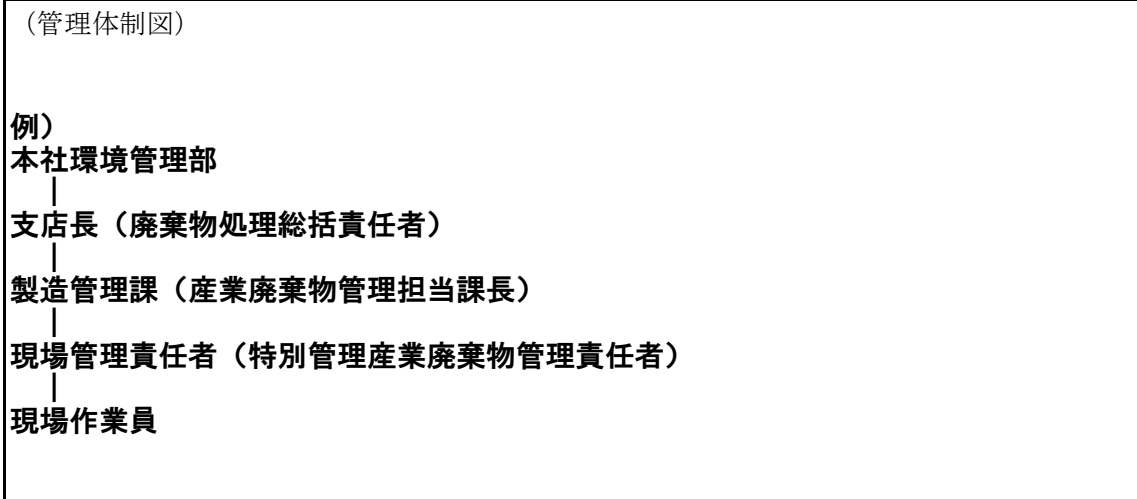 （管理体制図）
例）
本社環境管理部
｜
支店長（廃棄物処理総括責任者）
｜
製造管理課（産業廃棄物管理担当課長）
｜
現場管理責任者（特別管理産業廃棄物管理責任者）
｜
現場作業員